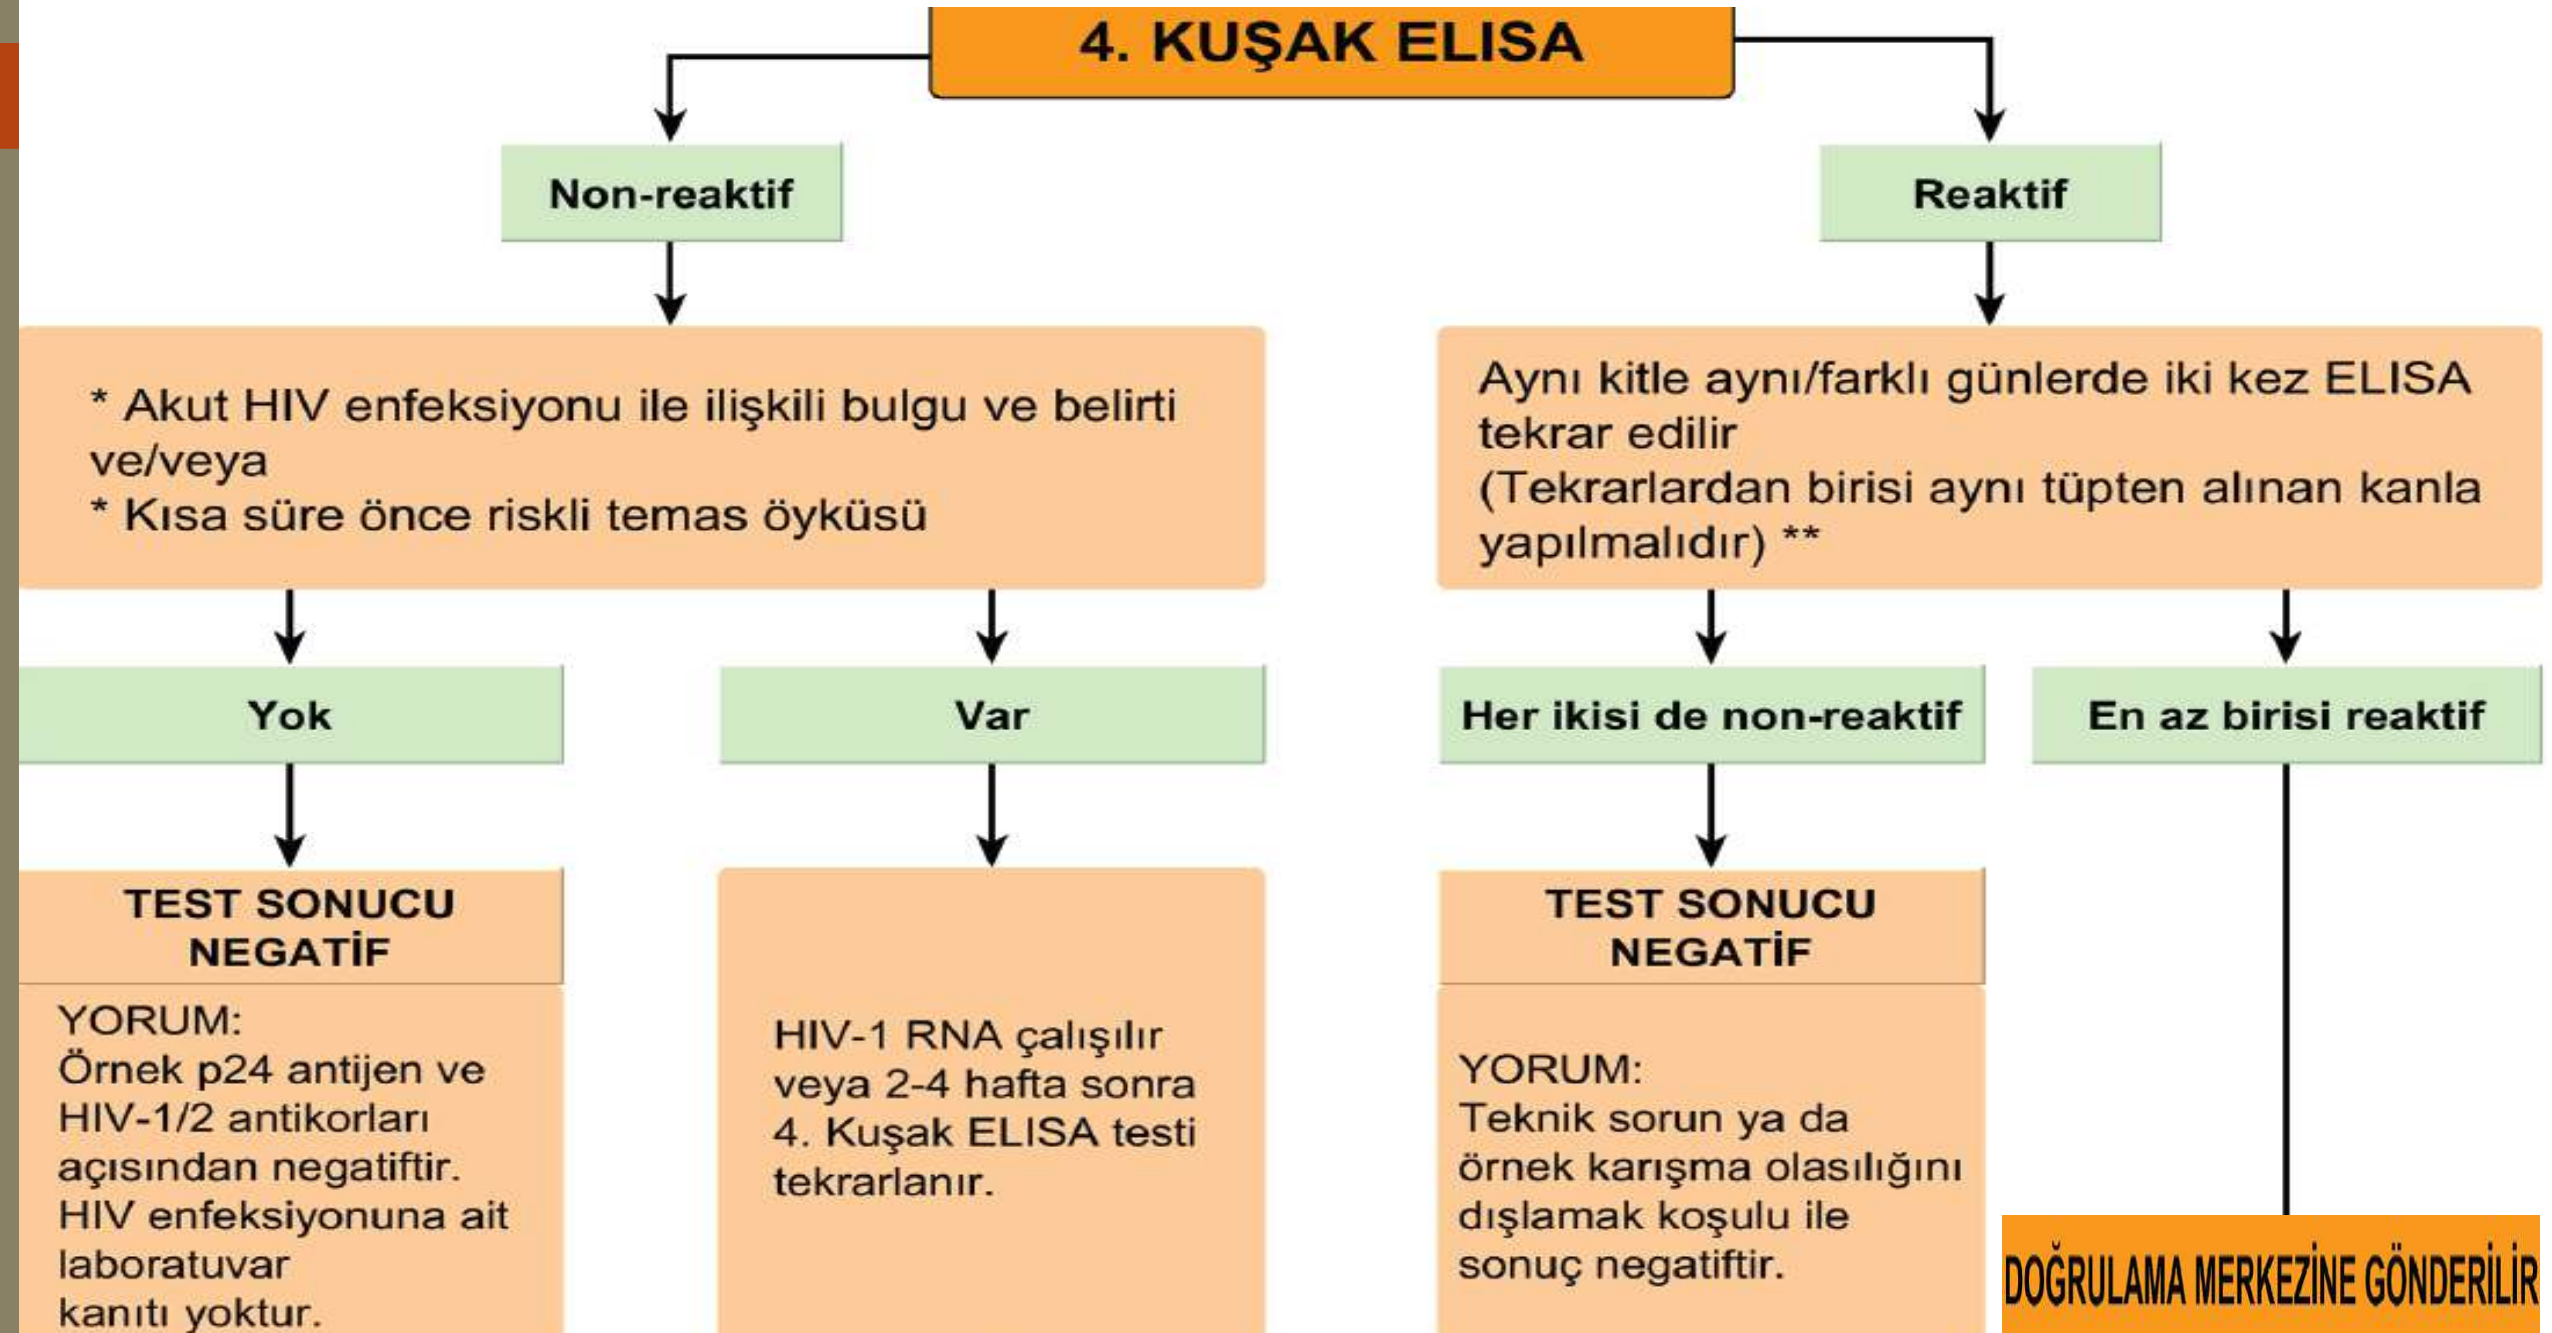 4. KUŞAK ELISA
Non-reaktif
Reaktif
* Akut HIV enfeksiyonu ile ilişkili bulgu ve belirti
ve/veya
* Kısa süre önce riskli temas öyküsü
Aynı kitle aynı/farklı günlerde iki kez ELISA
tekrar edilir
(Tekrarlardan birisi aynı tüpten alınan kanla
yapılmalıdır) **
Yok
Var
Her ikisi de non-reaktif
En az birisi reaktif
TEST SONUCU
NEGATİF
YORUM:
Örnek p24 antijen ve
HIV-1/2 antikorları
açısından negatiftir.
HIV enfeksiyonuna ait
laboratuvar
kanıtı yoktur.
HIV-1 RNA çalışılır
veya 2-4 hafta sonra
4. Kuşak ELISA testi
tekrarlanır.
TEST SONUCU
NEGATİF
YORUM:
Teknik sorun ya da
örnek karışma olasılığını
dışlamak koşulu ile
sonuç negatiftir.
DOĞRULAMA MERKEZİNE GÖNDERİLİR